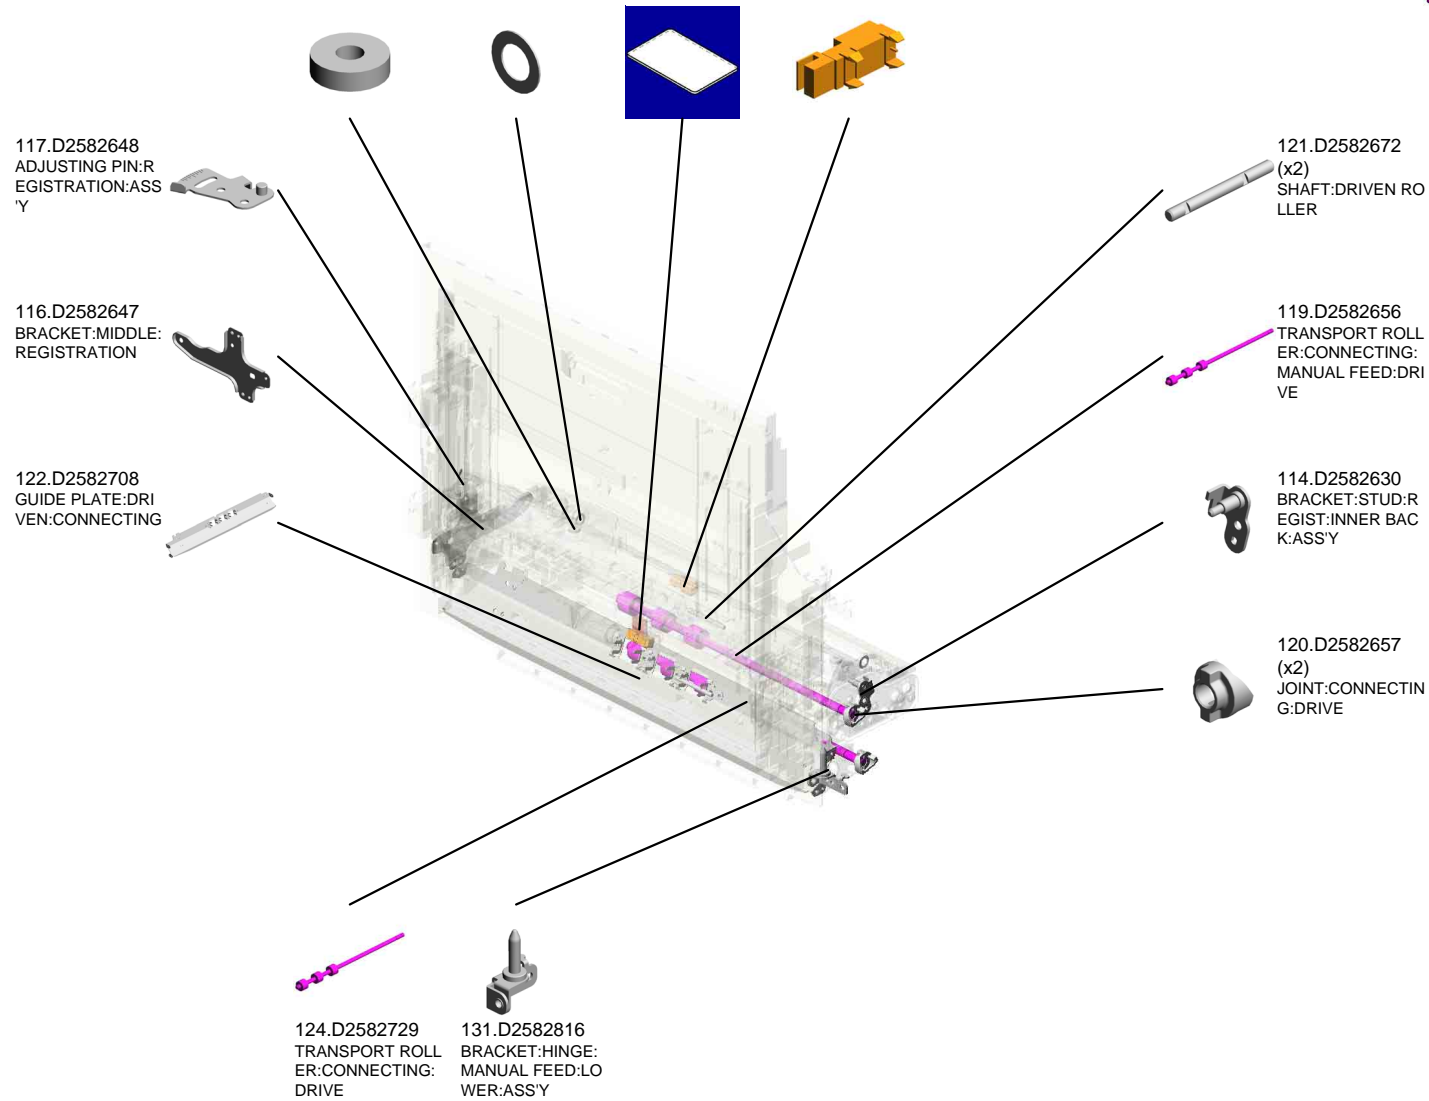 117.D2582648
ADJUSTING PIN:R
EGISTRATION:ASS
'Y
116.D2582647
BRACKET:MIDDLE:
REGISTRATION
122.D2582708
GUIDE PLATE:DRI
VEN:CONNECTING
121.D2582672
(x2)
SHAFT:DRIVEN RO
LLER
119.D2582656
TRANSPORT ROLL
ER:CONNECTING:
MANUAL FEED:DRI
VE
114.D2582630
BRACKET:STUD:R
EGIST:INNER BAC
K:ASS'Y
120.D2582657
(x2)
JOINT:CONNECTIN
G:DRIVE
124.D2582729
TRANSPORT ROLL
ER:CONNECTING:
DRIVE
131.D2582816
BRACKET:HINGE:
MANUAL FEED:LO
WER:ASS'Y